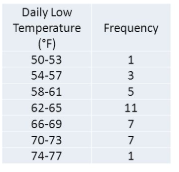 Daily Low
Temperature
(°F)
Frequency
50-53 1
54-57 3
58-61 5
62-65 11
66-69 7
70-73 7
74-77 1